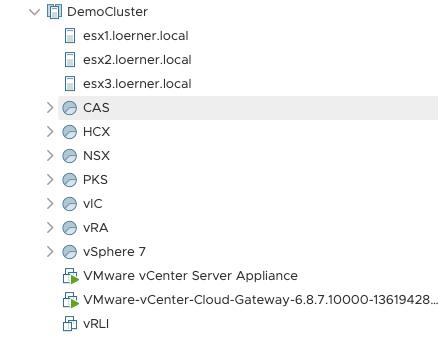 DemoCluster
esx1.loerner.local
esx2.loerner.local
esx3.loerner.local
CAS
HCX
NSX
PKS
vIC
vRA
vSphere 7
VMware vCenter Server Appliance
VMware-vCenter-Cloud-Gateway-6.8.7.10000-13619428...
vRLI